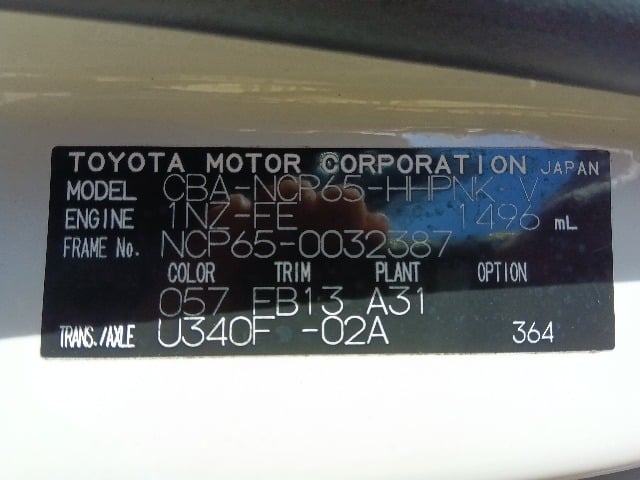 TOYOTA MOTOR CORPORATION JAPAN
MODEL CBA-NCP65-HHPNK-V
ENGINE 1NZ-FE 1496 mL
FRAME No. NCP65-0032387
COLOR TRIM PLANT OPTION
057 FB13 A31
TRANS./AXLE U340F -02A 364